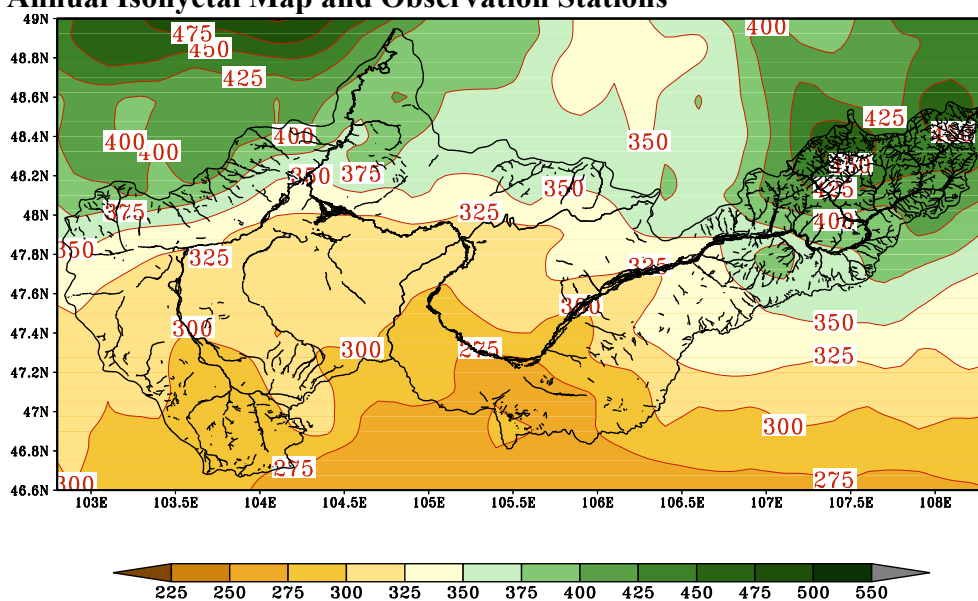 Annual Isohyetal Map and Observation Stations
49N
400
475
450
48.8N
425
48.6N
425
400
400
48.4N
400
350
350
375
48.2N
350
425
375
325
400
48N
350
325
325
47.8N
300
47.6N
300
350
47.4N
300
275
325
47.2N
300
47N
46.8N
275
275
300
46.6N
103E 103.5E 104E 104.5E 105E 105.5E 106E 106.5E 107E 107.5E 108E
225 250 275 300 325 350 375 400 425 450 475 500 550